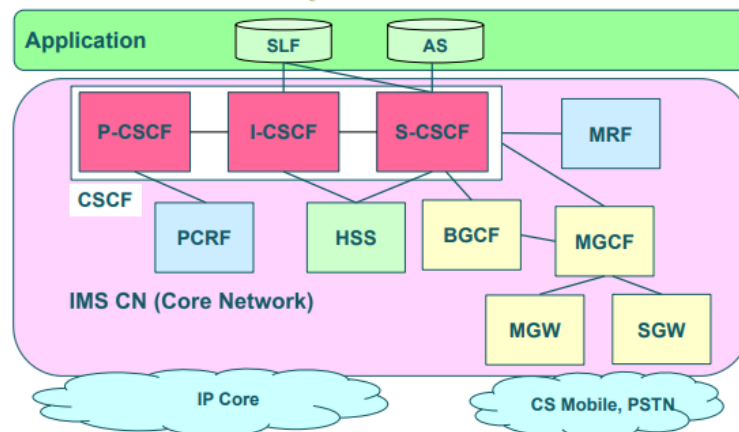 Application
SLF
AS
P-CSCF
I-CSCF
S-CSCF
MRF
CSCF
PCRF
HSS
BGCF
MGCF
IMS CN (Core Network)
MGW
SGW
IP Core
CS Mobile, PSTN